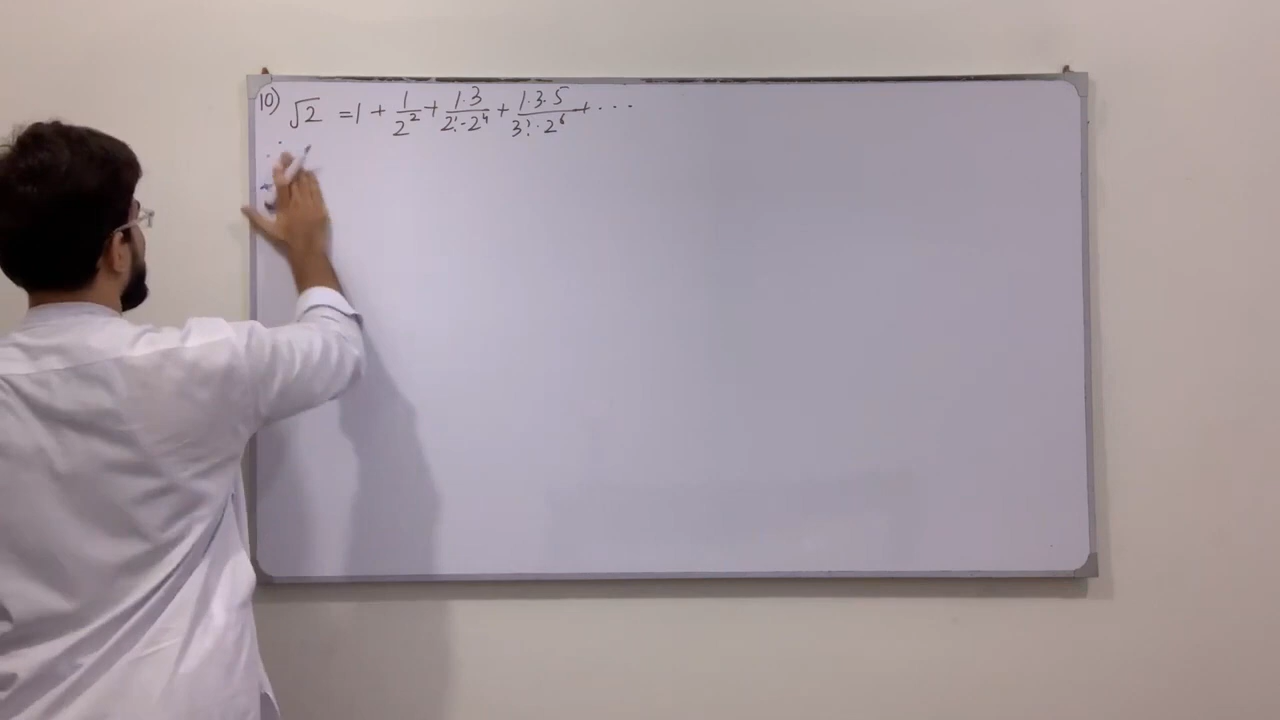 10) √2 = 1 + 1/2² + 1·3/2!·2⁴ + 1·3·5/3!·2⁶ + ...